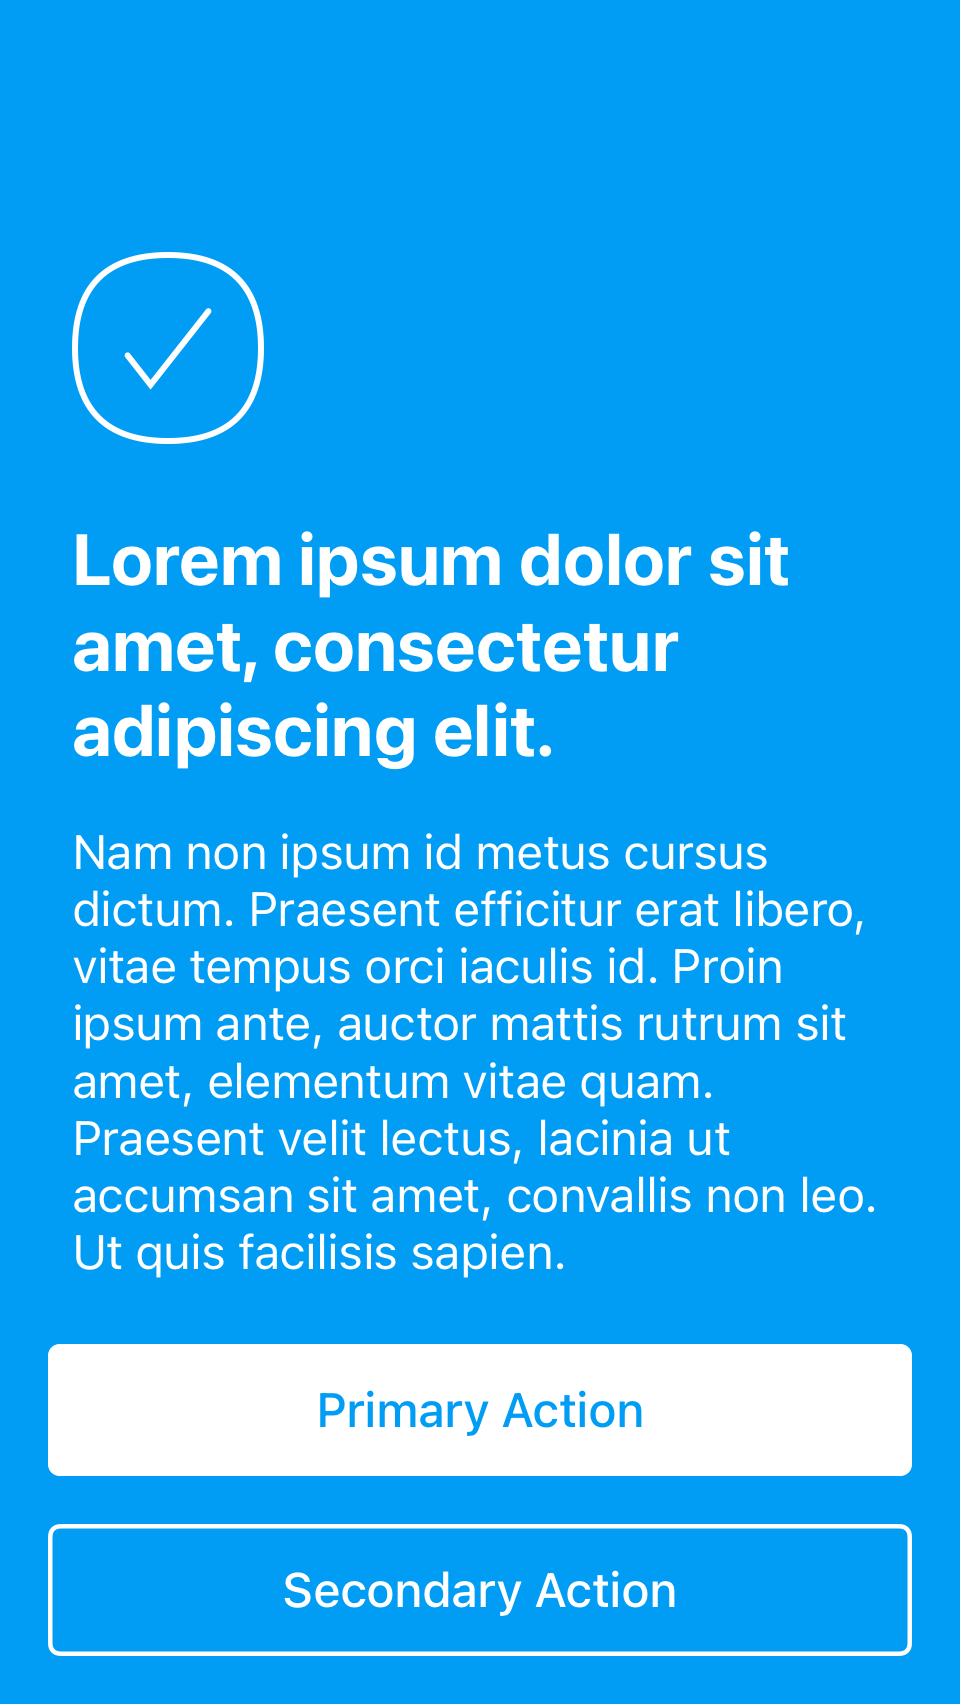 Lorem ipsum dolor sit
amet, consectetur
adipiscing elit.
Nam non ipsum id metus cursus
dictum. Praesent efficitur erat libero,
vitae tempus orci iaculis id. Proin
ipsum ante, auctor mattis rutrum sit
amet, elementum vitae quam.
Praesent velit lectus, lacinia ut
accumsan sit amet, convallis non leo.
Ut quis facilisis sapien.
Primary Action
Secondary Action